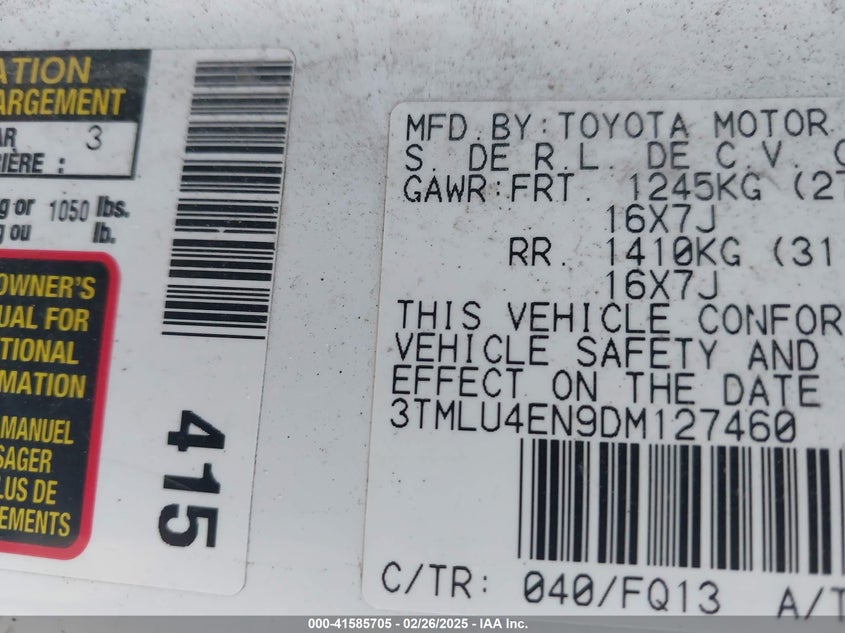 ATION
ARGEMENT
AR 3
IÈRE :
g or 1050 lbs.
g ou lb.
OWNER'S
UAL FOR
TIONAL
RMATION
MANUEL
SAGER
LUS DE
EMENTS
415
MFD.BY:TOYOTA MOTOR
S. DE R.L. DE C.V.
GAWR:FRT. 1245KG (27
16X7J
RR. 1410KG (31
16X7J
THIS VEHICLE CONFOR
VEHICLE SAFETY AND
EFFECT ON THE DATE
3TMLU4EN9DM127460
C/TR: 040/FQ13 A/T
000-41585705 - 02/26/2025 - IAA Inc.